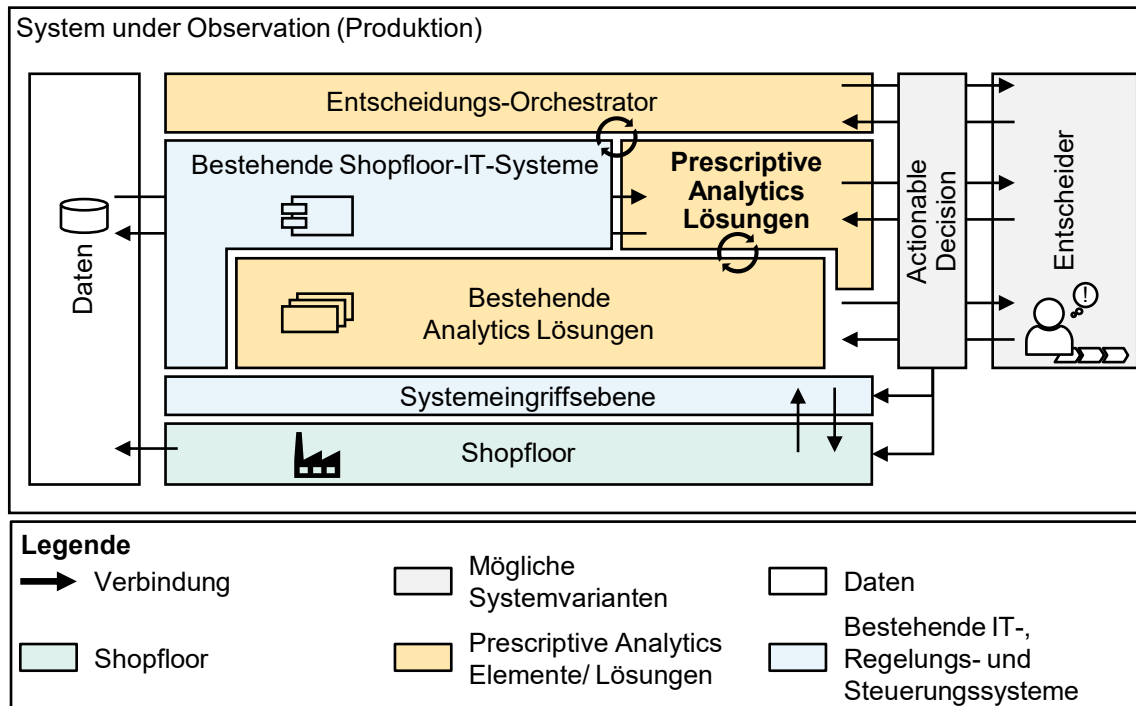 System under Observation (Produktion)
Entscheidungs-Orchestrator
Bestehende Shopfloor-IT-Systeme
Prescriptive
Analytics
Lösungen
Daten
Bestehende
Analytics Lösungen
Actionable
Decision
Entscheider
!
Systemeingriffsebene
Shopfloor
Legende
Verbindung
Mögliche
Systemvarianten
Daten
Shopfloor
Prescriptive Analytics
Elemente/ Lösungen
Bestehende IT-,
Regelungs- und
Steuerungssysteme